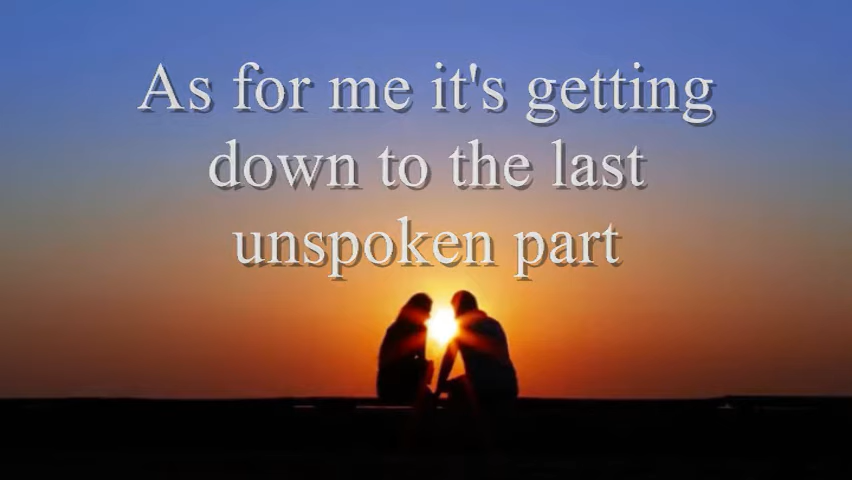 As for me it's getting
down to the last
unspoken part